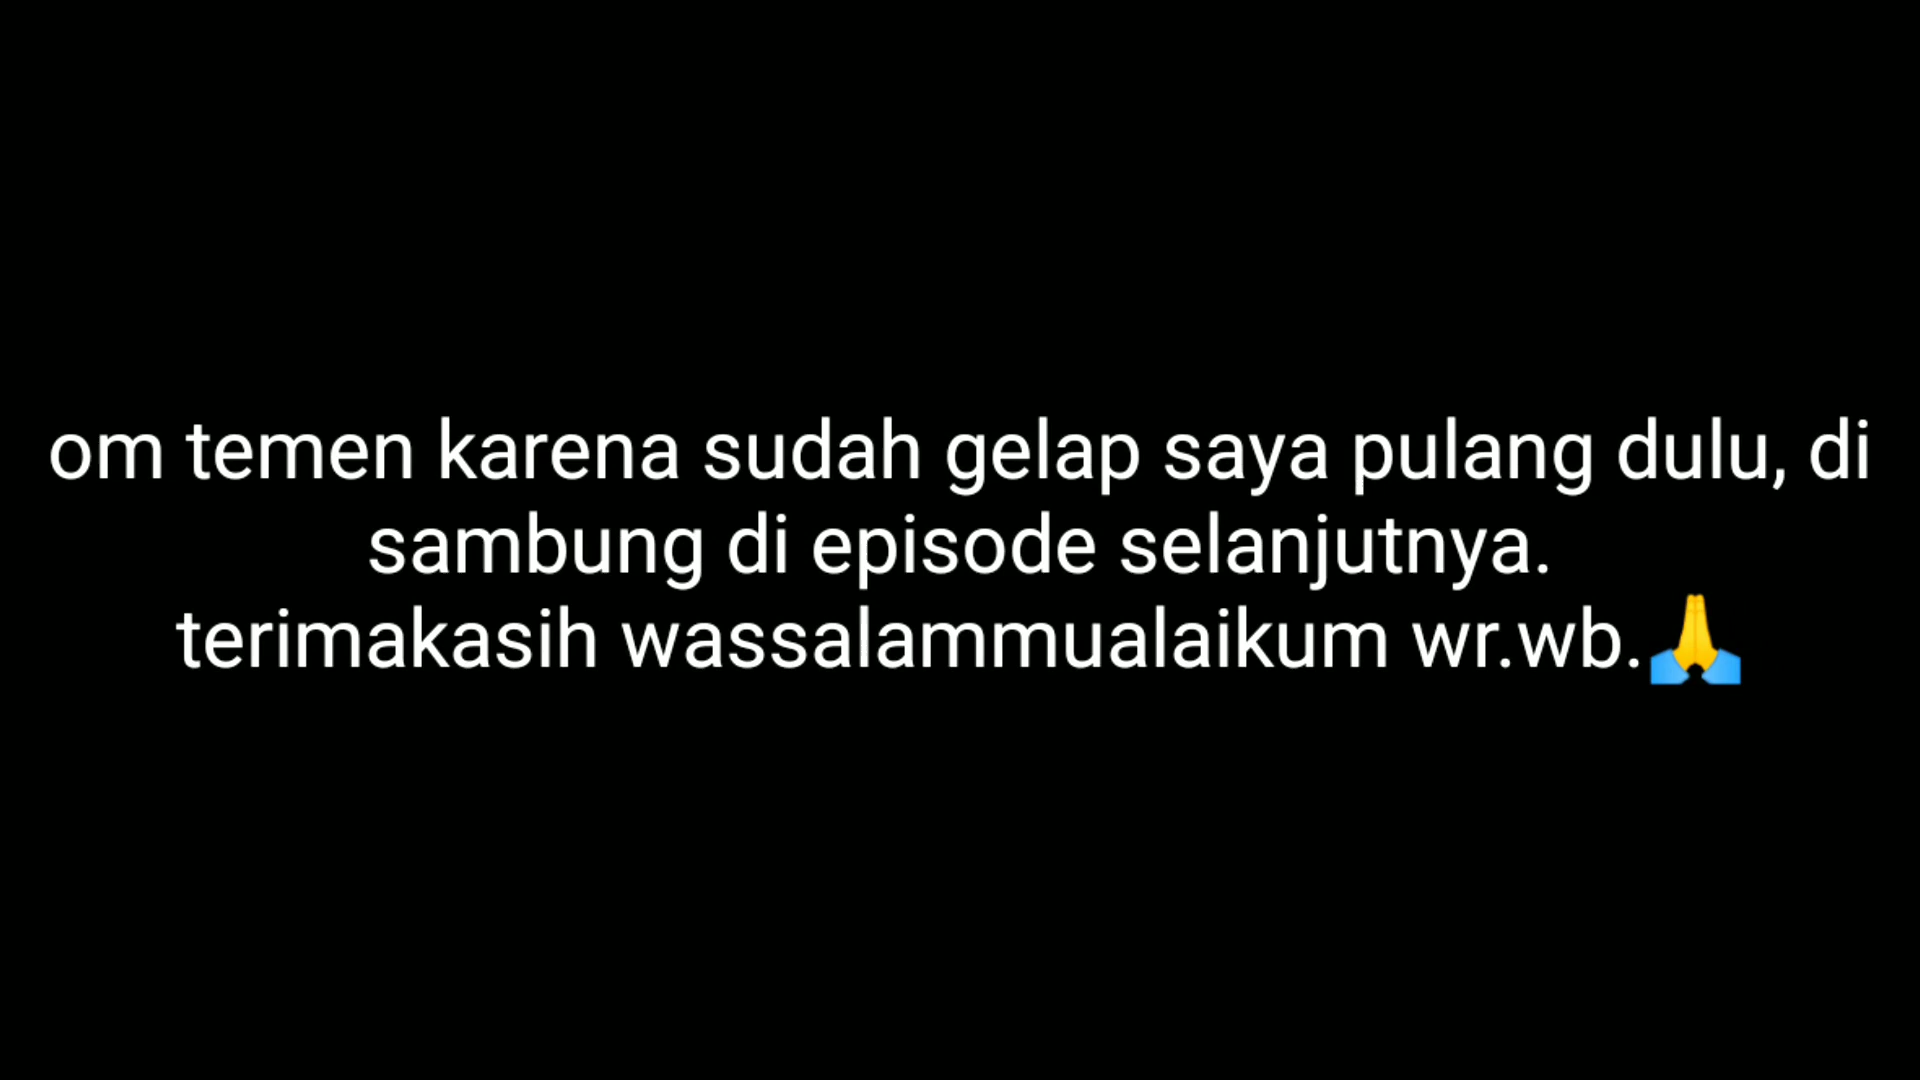 om temen karena sudah gelap saya pulang dulu, di
sambung di episode selanjutnya.
terimakasih wassalammualaikum wr.wb.🙏